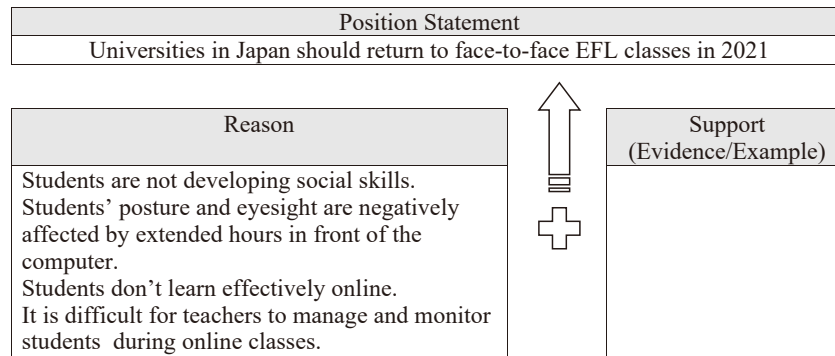 Position Statement
Universities in Japan should return to face-to-face EFL classes in 2021
Reason
Support
(Evidence/Example)
Students are not developing social skills.
Students’ posture and eyesight are negatively
affected by extended hours in front of the
computer.
Students don’t learn effectively online.
It is difficult for teachers to manage and monitor
students during online classes.